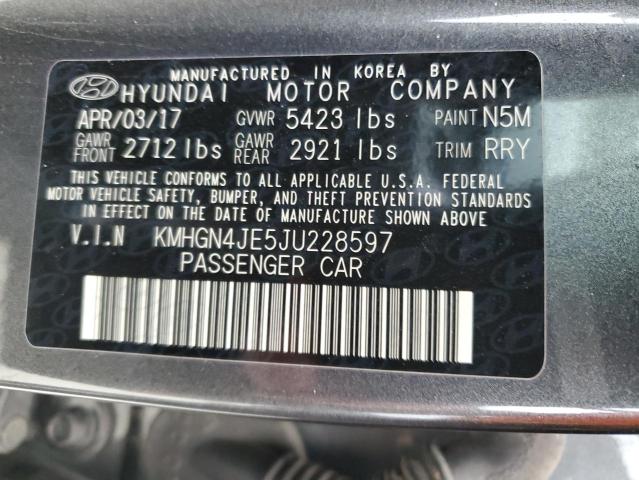 MANUFACTURED IN KOREA BY
HYUNDAI MOTOR COMPANY
APR/03/17 GVWR 5423 lbs PAINT N5M
GAWR FRONT 2712 lbs GAWR REAR 2921 lbs TRIM RRY
THIS VEHICLE CONFORMS TO ALL APPLICABLE U.S.A. FEDERAL
MOTOR VEHICLE SAFETY, BUMPER, AND THEFT PREVENTION STANDARDS
IN EFFECT ON THE DATE OF MANUFACTURE SHOWN ABOVE.
V.I.N KMHGN4JE5JU228597
PASSENGER CAR